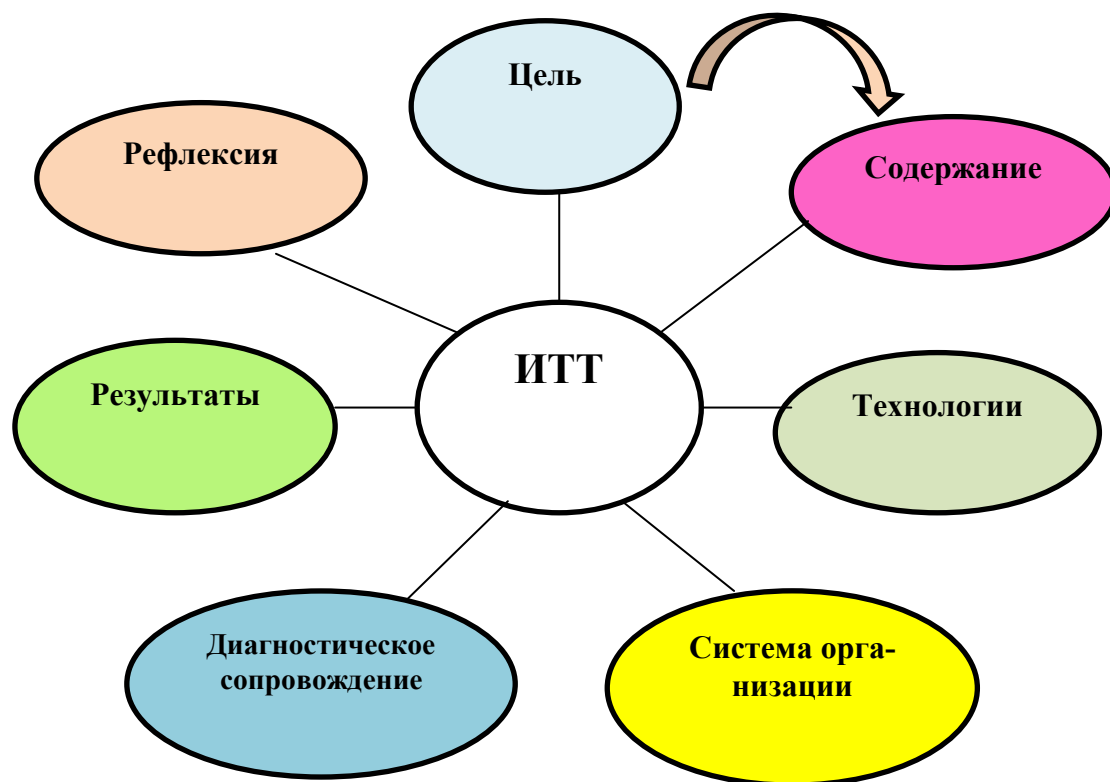 Цель
Содержание
Рефлексия
ИТТ
Результаты
Технологии
Диагностическое
сопровождение
Система орга-
низации